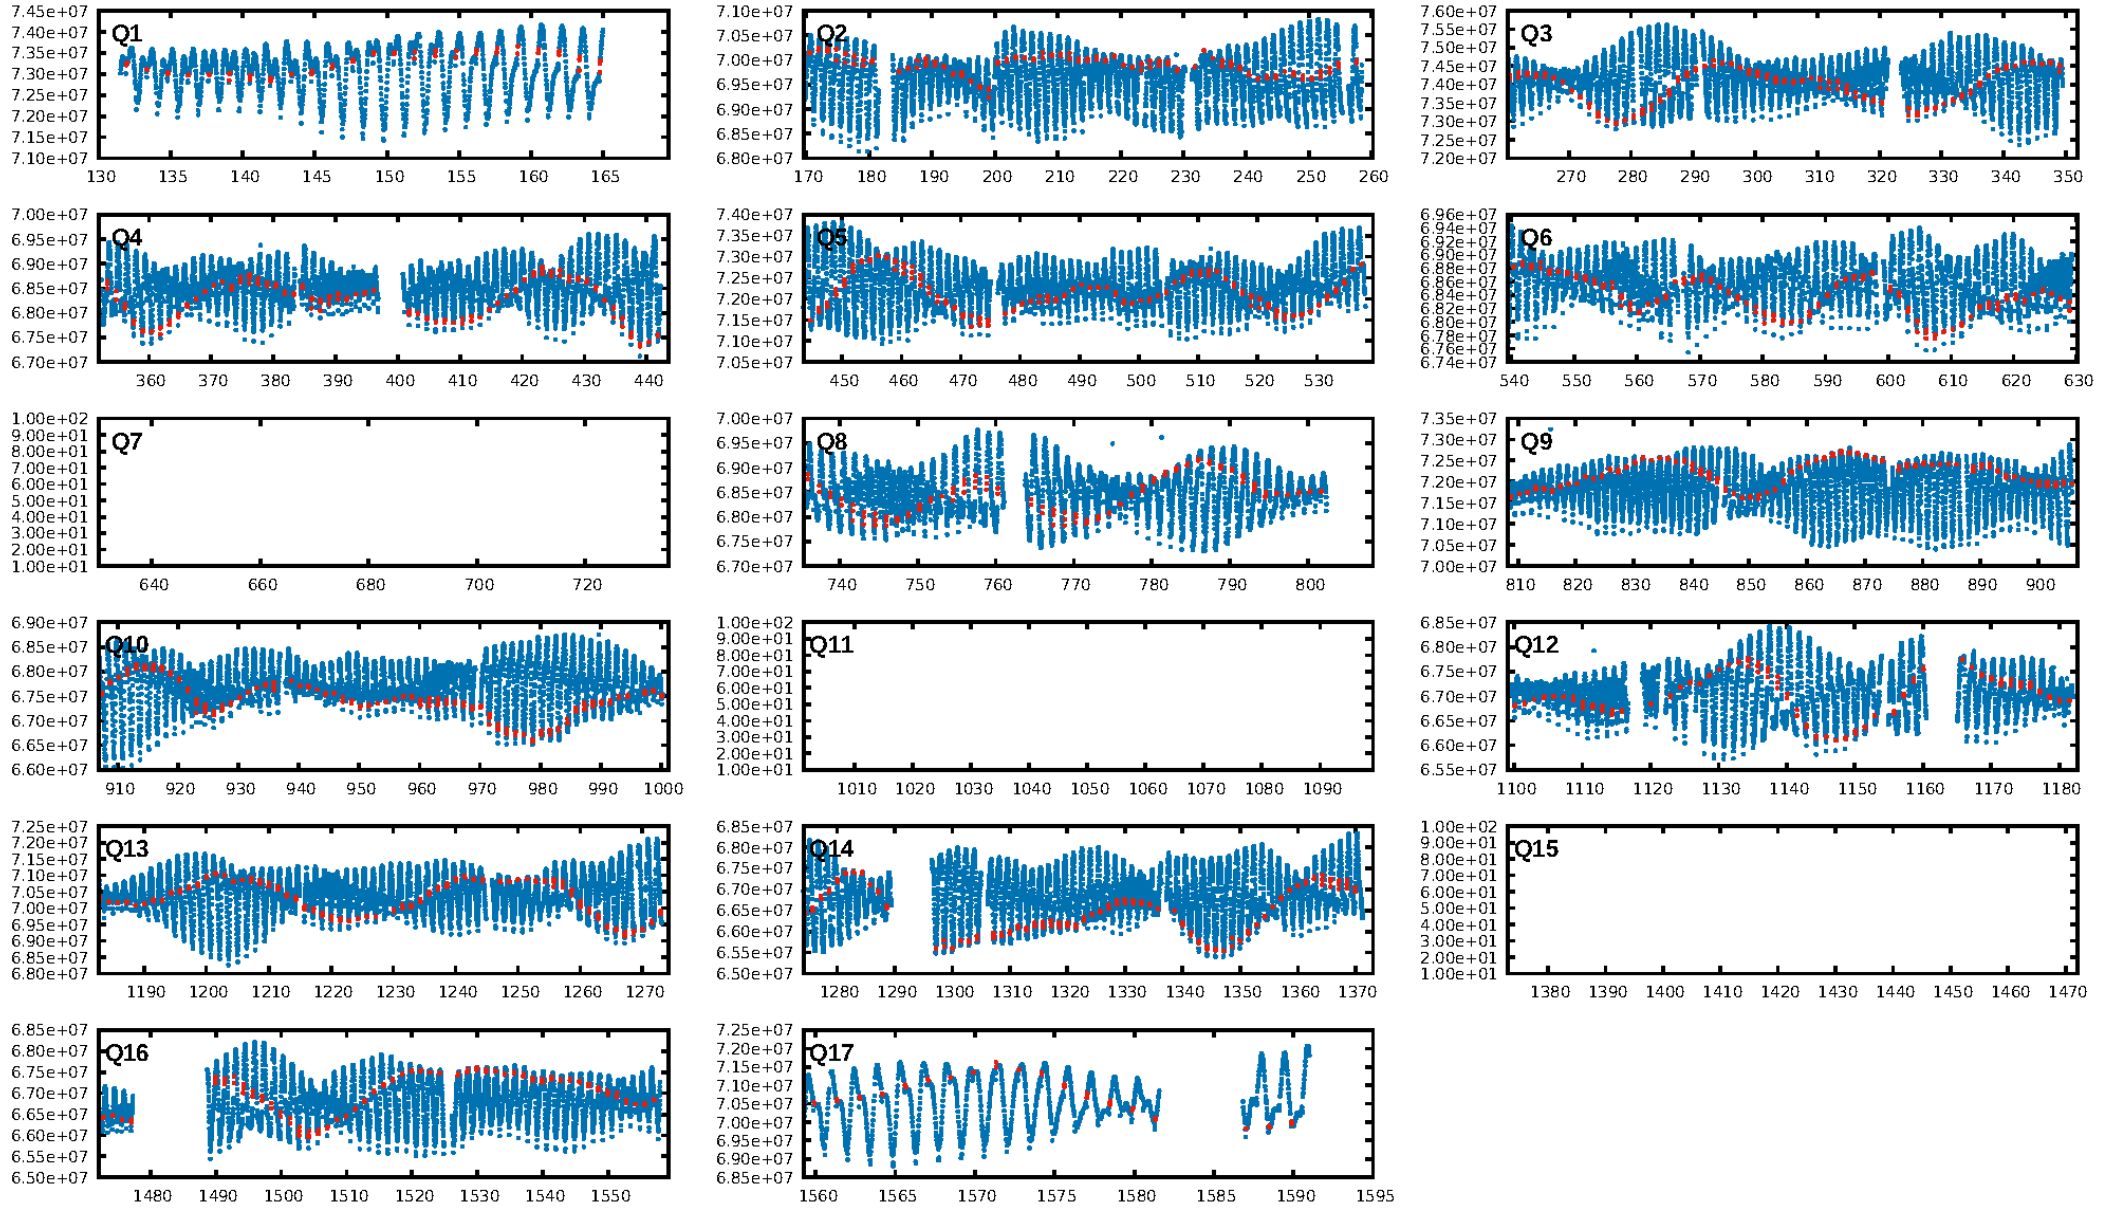 7.45e+07
7.40e+07
7.35e+07
7.30e+07
7.25e+07
7.20e+07
7.15e+07
7.10e+07
Q1
130 135 140 145 150 155 160 165
7.10e+07
7.05e+07
7.00e+07
6.95e+07
6.90e+07
6.85e+07
6.80e+07
Q2
170 180 190 200 210 220 230 240 250 260
7.60e+07
7.55e+07
7.50e+07
7.45e+07
7.40e+07
7.35e+07
7.30e+07
7.25e+07
7.20e+07
Q3
270 280 290 300 310 320 330 340 350
7.00e+07
6.95e+07
6.90e+07
6.85e+07
6.80e+07
6.75e+07
6.70e+07
Q4
360 370 380 390 400 410 420 430 440
7.40e+07
7.35e+07
7.30e+07
7.25e+07
7.20e+07
7.15e+07
7.10e+07
7.05e+07
Q5
450 460 470 480 490 500 510 520 530
6.96e+07
6.94e+07
6.92e+07
6.90e+07
6.88e+07
6.86e+07
6.84e+07
6.82e+07
6.80e+07
6.78e+07
6.76e+07
6.74e+07
Q6
540 550 560 570 580 590 600 610 620 630
1.00e+02
9.00e+01
8.00e+01
7.00e+01
6.00e+01
5.00e+01
4.00e+01
3.00e+01
2.00e+01
1.00e+01
Q7
640 660 680 700 720
7.00e+07
6.95e+07
6.90e+07
6.85e+07
6.80e+07
6.75e+07
6.70e+07
Q8
740 750 760 770 780 790 800
7.35e+07
7.30e+07
7.25e+07
7.20e+07
7.15e+07
7.10e+07
7.05e+07
7.00e+07
Q9
810 820 830 840 850 860 870 880 890 900
6.90e+07
6.85e+07
6.80e+07
6.75e+07
6.70e+07
6.65e+07
6.60e+07
Q10
910 920 930 940 950 960 970 980 990 1000
1.00e+02
9.00e+01
8.00e+01
7.00e+01
6.00e+01
5.00e+01
4.00e+01
3.00e+01
2.00e+01
1.00e+01
Q11
1010 1020 1030 1040 1050 1060 1070 1080 1090
6.85e+07
6.80e+07
6.75e+07
6.70e+07
6.65e+07
6.60e+07
6.55e+07
Q12
1100 1110 1120 1130 1140 1150 1160 1170 1180
7.25e+07
7.20e+07
7.15e+07
7.10e+07
7.05e+07
7.00e+07
6.95e+07
6.90e+07
6.85e+07
6.80e+07
Q13
1190 1200 1210 1220 1230 1240 1250 1260 1270
6.85e+07
6.80e+07
6.75e+07
6.70e+07
6.65e+07
6.60e+07
6.55e+07
6.50e+07
Q14
1280 1290 1300 1310 1320 1330 1340 1350 1360 1370
1.00e+02
9.00e+01
8.00e+01
7.00e+01
6.00e+01
5.00e+01
4.00e+01
3.00e+01
2.00e+01
1.00e+01
Q15
1380 1390 1400 1410 1420 1430 1440 1450 1460 1470
6.85e+07
6.80e+07
6.75e+07
6.70e+07
6.65e+07
6.60e+07
6.55e+07
6.50e+07
Q16
1480 1490 1500 1510 1520 1530 1540 1550
7.25e+07
7.20e+07
7.15e+07
7.10e+07
7.05e+07
7.00e+07
6.95e+07
6.90e+07
6.85e+07
Q17
1560 1565 1570 1575 1580 1585 1590 1595